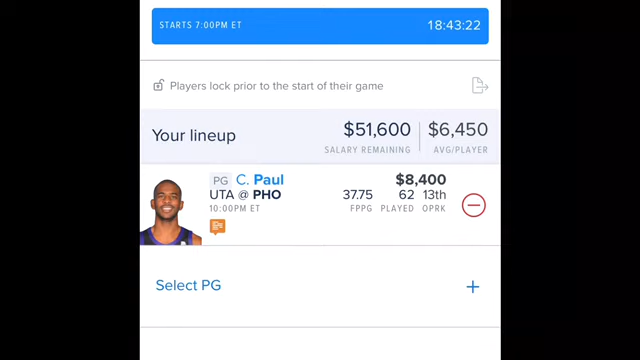 STARTS 7:00PM ET 18:43:22
Players lock prior to the start of their game
Your lineup $51,600 $6,450
SALARY REMAINING AVG/PLAYER
PG C. Paul $8,400
UTA @ PHO 37.75 62 13th
10:00PM ET FPPG PLAYED OPRK
Select PG +